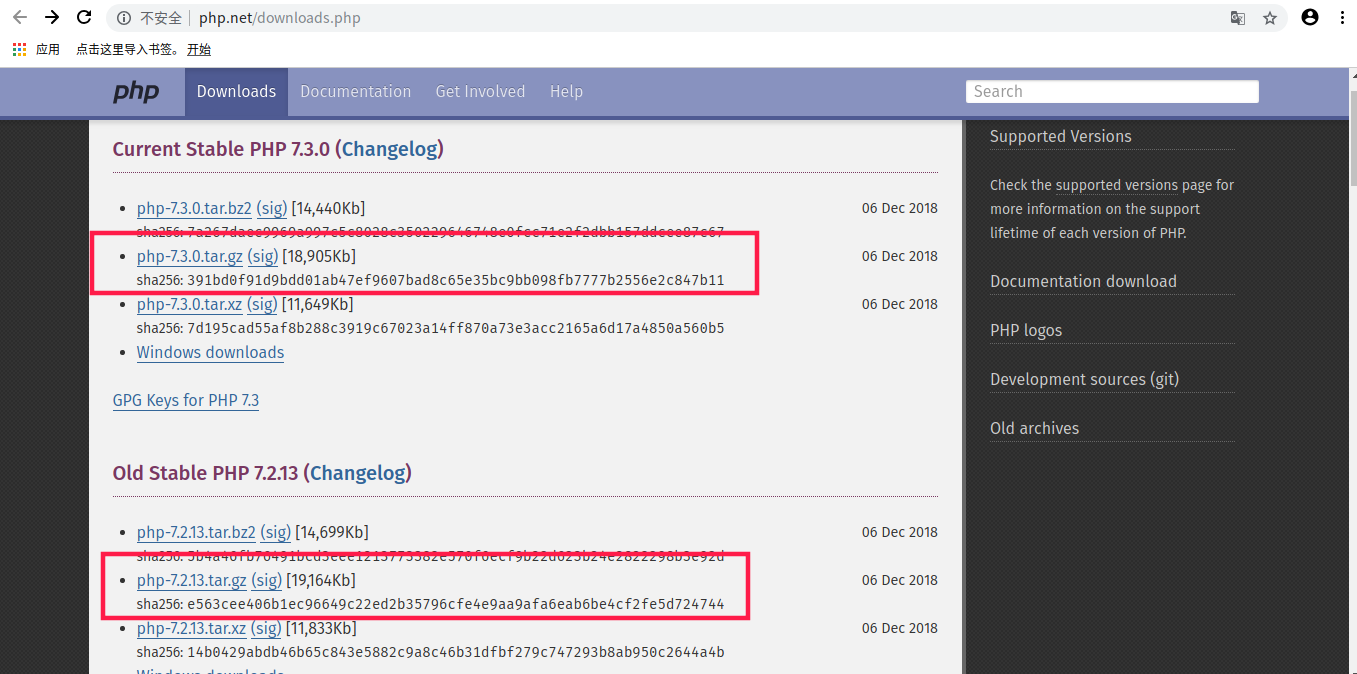 不安全 php.net/downloads.php
应用 点击这里导入书签。 开始
php Downloads Documentation Get Involved Help Search
Current Stable PHP 7.3.0 (Changelog)
php-7.3.0.tar.bz2 (sig) [14,440Kb] 06 Dec 2018
sha256:
php-7.3.0.tar.gz (sig) [18,905Kb] 06 Dec 2018
sha256: 391bd0f91d9bdd01ab47ef9607bad8c65e35bc9bb098fb7777b2556e2c847b11
php-7.3.0.tar.xz (sig) [11,649Kb] 06 Dec 2018
sha256: 7d195cad55af8b288c3919c67023a14ff870a73e3acc2165a6d17a4850a560b5
Windows downloads
GPG Keys for PHP 7.3
Old Stable PHP 7.2.13 (Changelog)
php-7.2.13.tar.bz2 (sig) [14,699Kb] 06 Dec 2018
sha256:
php-7.2.13.tar.gz (sig) [19,164Kb] 06 Dec 2018
sha256: e563cee406b1ec96649c22ed2b35796cfe4e9aa9afa6eab6be4cf2fe5d724744
php-7.2.13.tar.xz (sig) [11,833Kb] 06 Dec 2018
sha256: 14b0429abdb46b65c843e5882c9a8c46b31dfbf279c747293b8ab950c2644a4b
Windows downloads
Supported Versions
Check the supported versions page for
more information on the support
lifetime of each version of PHP.
Documentation download
PHP logos
Development sources (git)
Old archives